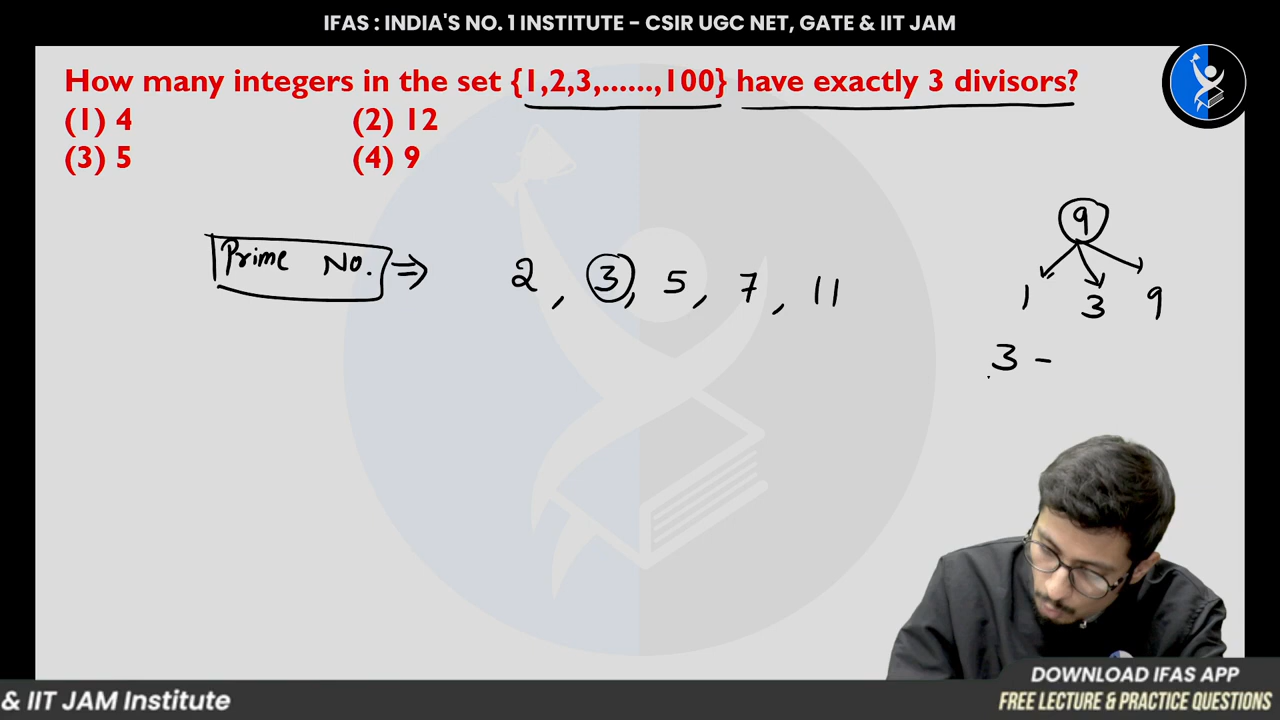 IFAS : INDIA'S NO. 1 INSTITUTE – CSIR UGC NET, GATE & IIT JAM
How many integers in the set {1,2,3,......,100} have exactly 3 divisors?
(1) 4 (2) 12
(3) 5 (4) 9
9
Prime No. ⇒ 2, 3, 5, 7, 11
1 3 9
3 -
DOWNLOAD IFAS APP
& IIT JAM Institute
FREE LECTURE & PRACTICE QUESTIONS